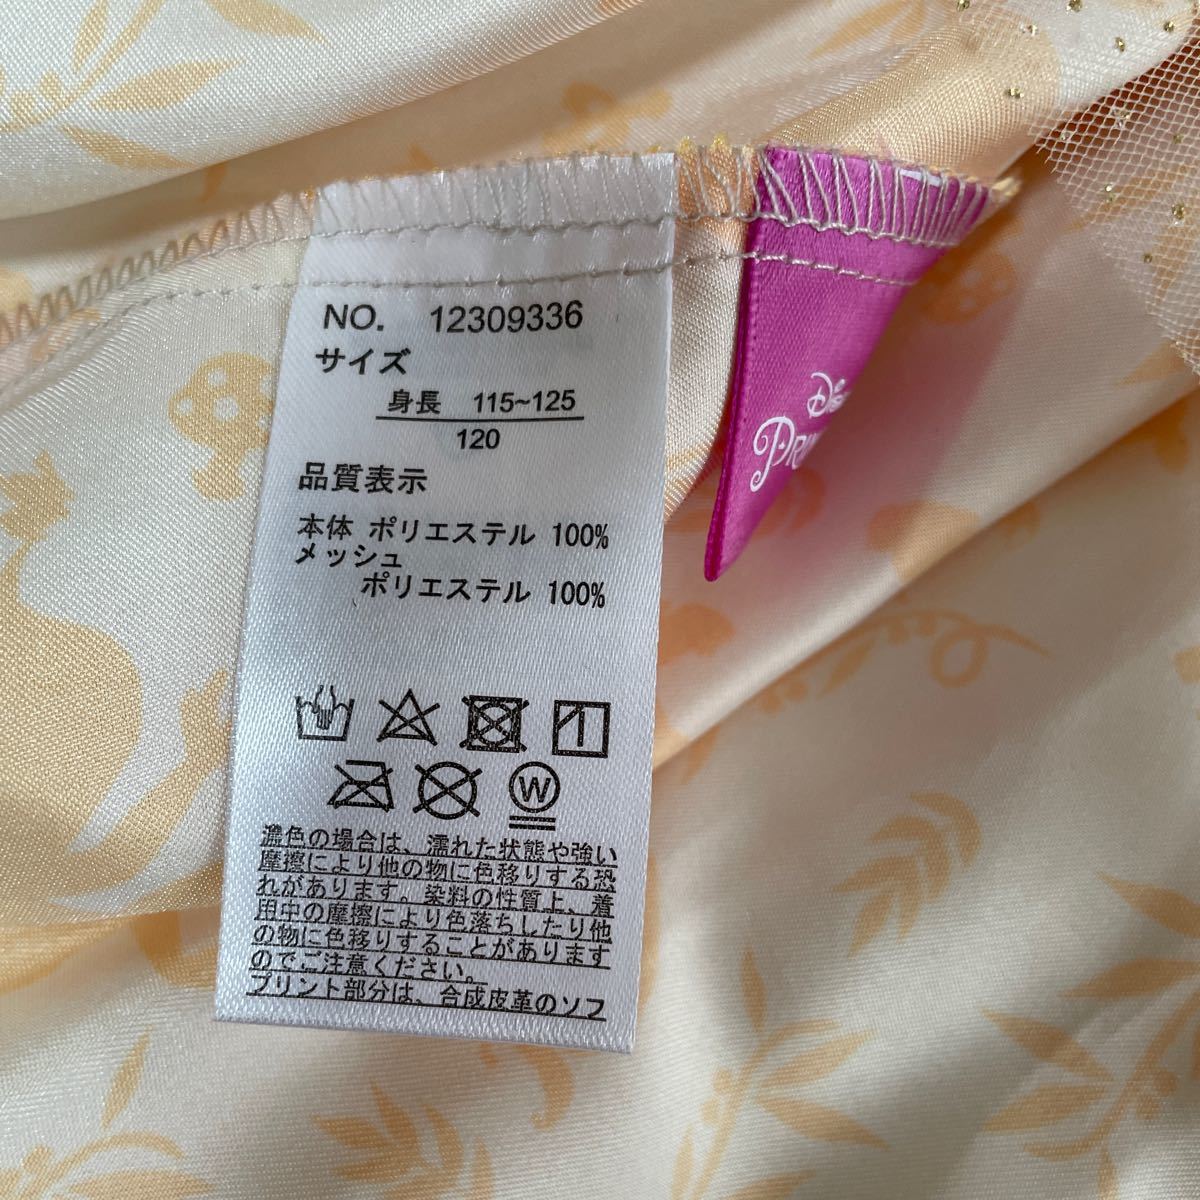 NO. 12309336
サイズ
身長 115~125
120
品質表示
本体 ポリエステル 100%
メッシュ
ポリエステル 100%
W
濃色の場合は、濡れた状態や強い
摩擦により他の物に色移りする恐
れがあります。染料の性質上、着
用中の摩擦により色落ちしたり他
の物に色移りすることがあります
のでご注意ください。
プリント部分は、合成皮革のソフ